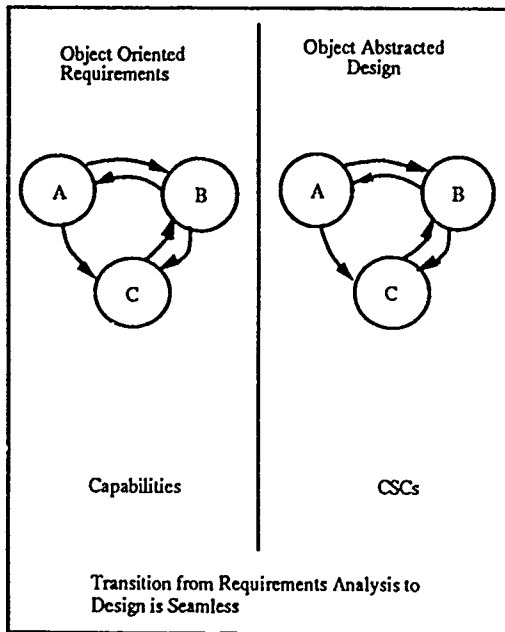 Object Oriented
Requirements
A
B
C
Capabilities
Object Abstracted
Design
A
B
C
CSCs
Transition from Requirements Analysis to
Design is Seamless